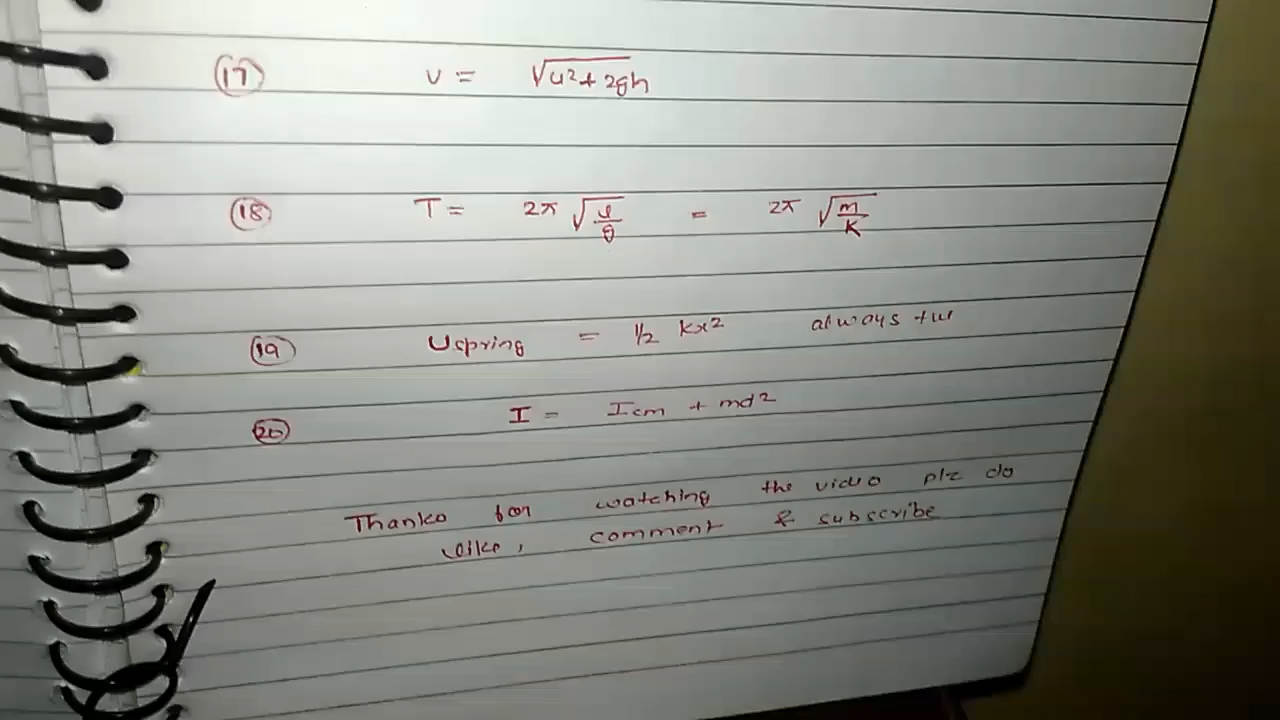 17 v = √u²+2gh
18 T = 2π √l/g = 2π √m/K
19 Uspring = 1/2 kx² always +ve
20 I = Icm + md²
Thanks for watching the video plz do
like, comment & subscribe